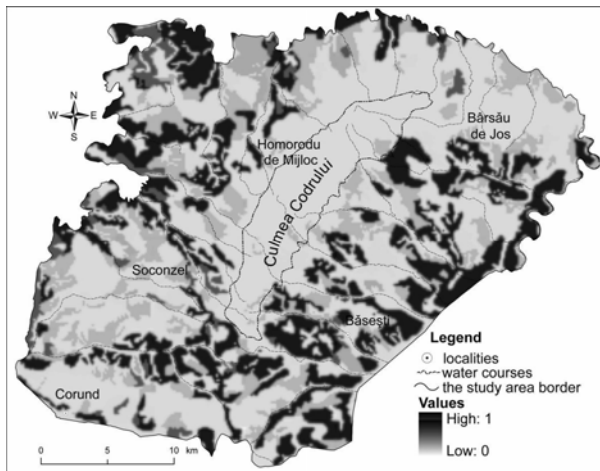 N
W E
S
Homorodu
de Mijloc
Bârsău
de Jos
Culmea Codrului
Soconzel
Băsești
Corund
Legend
localities
water courses
the study area border
Values
High: 1
Low: 0
0 5 10 km